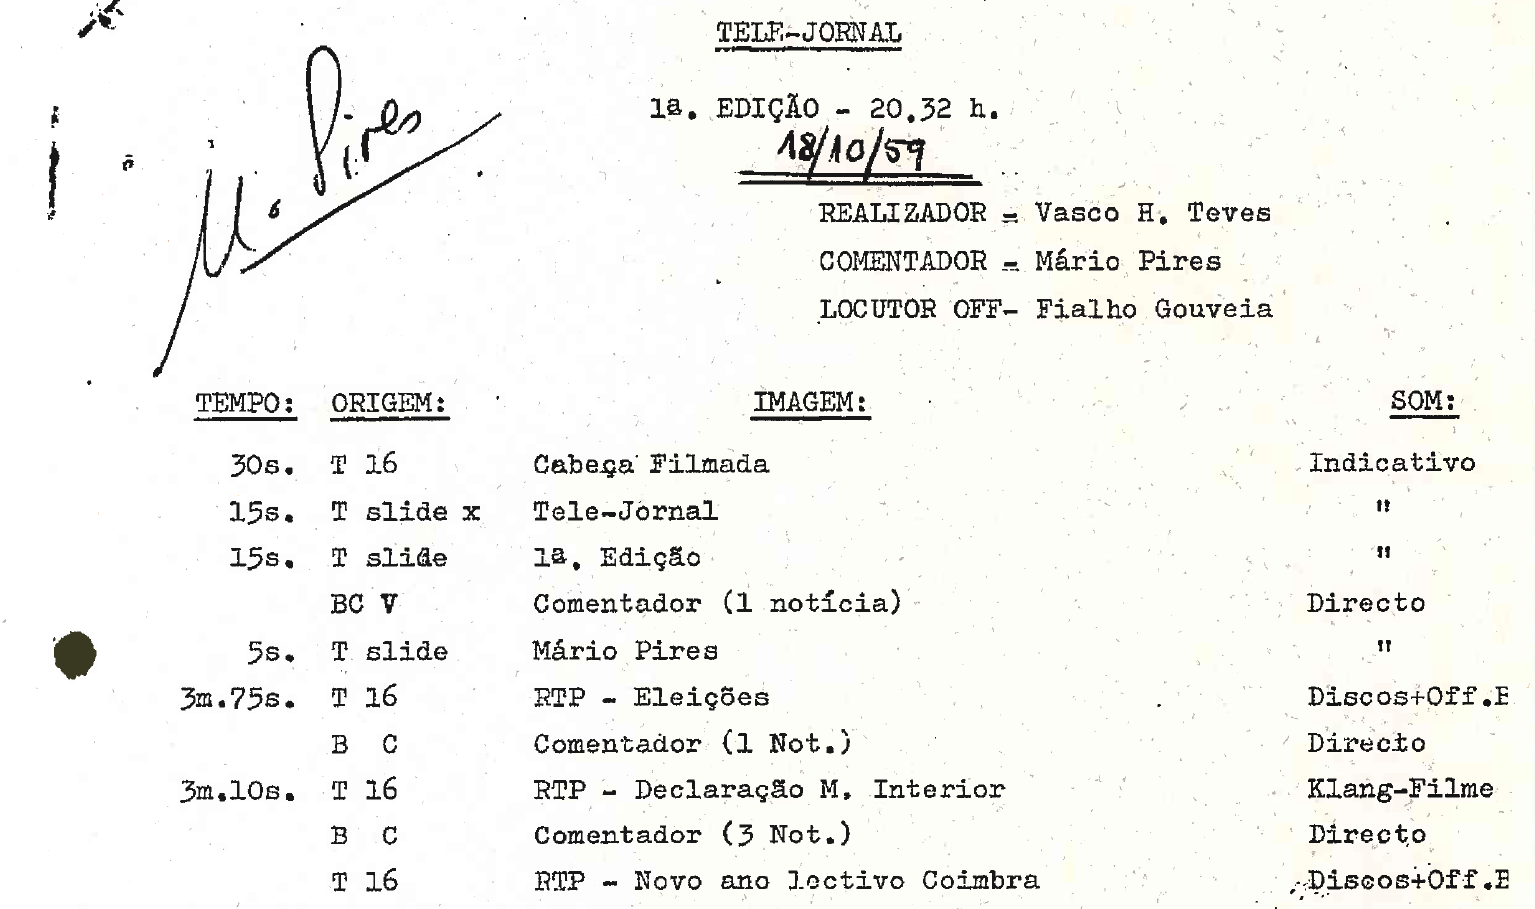 TELE-JORNAL
M. Pires
1ª. EDIÇÃO - 20.32 h.
18/10/59
REALIZADOR - Vasco H. Teves
COMENTADOR - Mário Pires
LOCUTOR OFF- Fialho Gouveia
TEMPO: ORIGEM: IMAGEM: SOM:
30s. T 16 Cabeça Filmada Indicativo
15s. T slide x Tele-Jornal "
15s. T slide 1ª. Edição "
BC V Comentador (1 notícia) Directo
5s. T slide Mário Pires "
3m.75s. T 16 RTP - Eleições Discos+Off.E
B C Comentador (1 Not.) Directo
3m.10s. T 16 RTP - Declaração M. Interior Klang-Filme
B C Comentador (3 Not.) Directo
T 16 RTP - Novo ano lectivo Coimbra Discos+Off.E